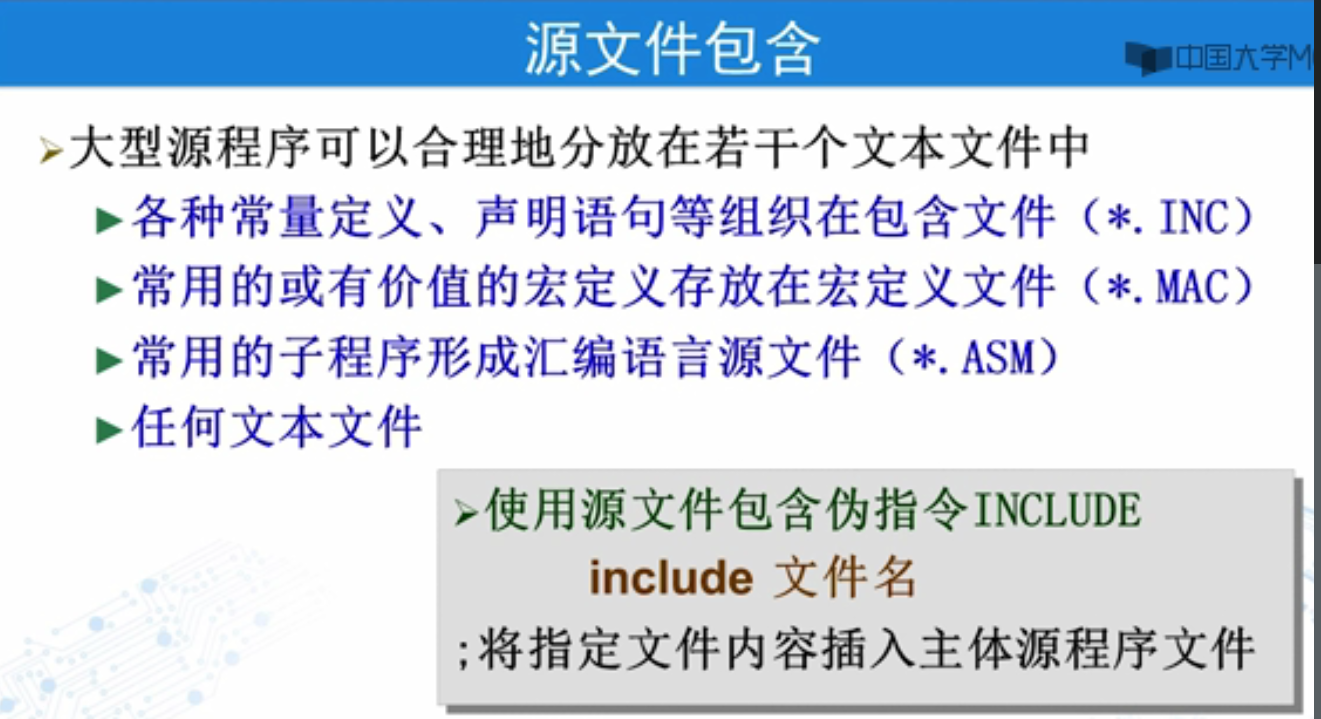 源文件包含
中国大学M
大型源程序可以合理地分放在若干个文本文件中
各种常量定义、声明语句等组织在包含文件（*.INC）
常用的或有价值的宏定义存放在宏定义文件（*.MAC）
常用的子程序形成汇编语言源文件（*.ASM）
任何文本文件
使用源文件包含伪指令INCLUDE
include 文件名
;将指定文件内容插入主体源程序文件